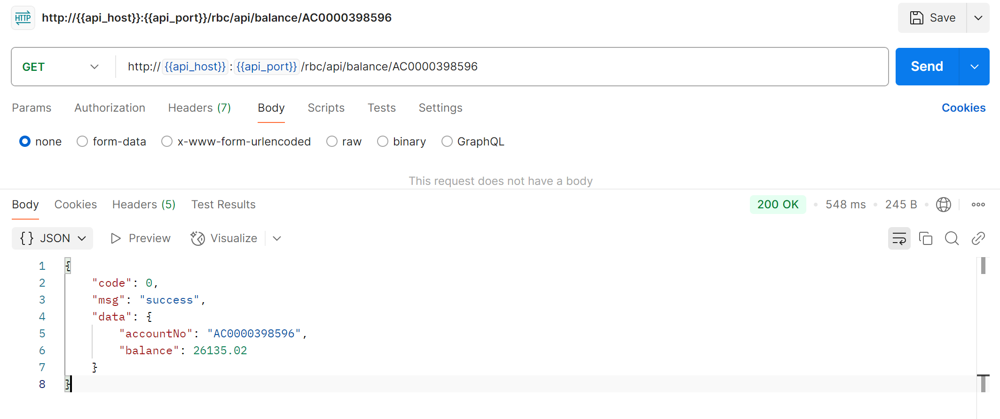 HTTP http://{{api_host}}:{{api_port}}/rbc/api/balance/AC0000398596 Save
GET http:// {{api_host}} : {{api_port}} /rbc/api/balance/AC0000398596 Send
Params Authorization Headers (7) Body Scripts Tests Settings Cookies
none form-data x-www-form-urlencoded raw binary GraphQL
This request does not have a body
Body Cookies Headers (5) Test Results 200 OK • 548 ms • 245 B •
{ } JSON Preview Visualize
1 {
2 "code": 0,
3 "msg": "success",
4 "data": {
5 "accountNo": "AC0000398596",
6 "balance": 26135.02
7 }
8 }